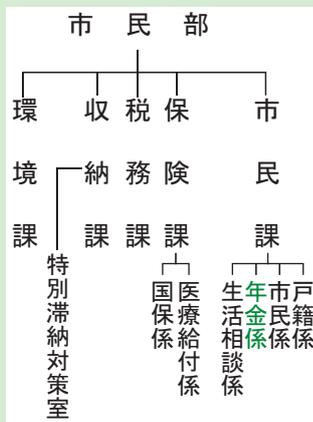 市民部
市民課
戸籍係
市民係
年金係
生活相談係
保険課
医療給付係
国保係
税務課
収納課
特別滞納対策室
環境課